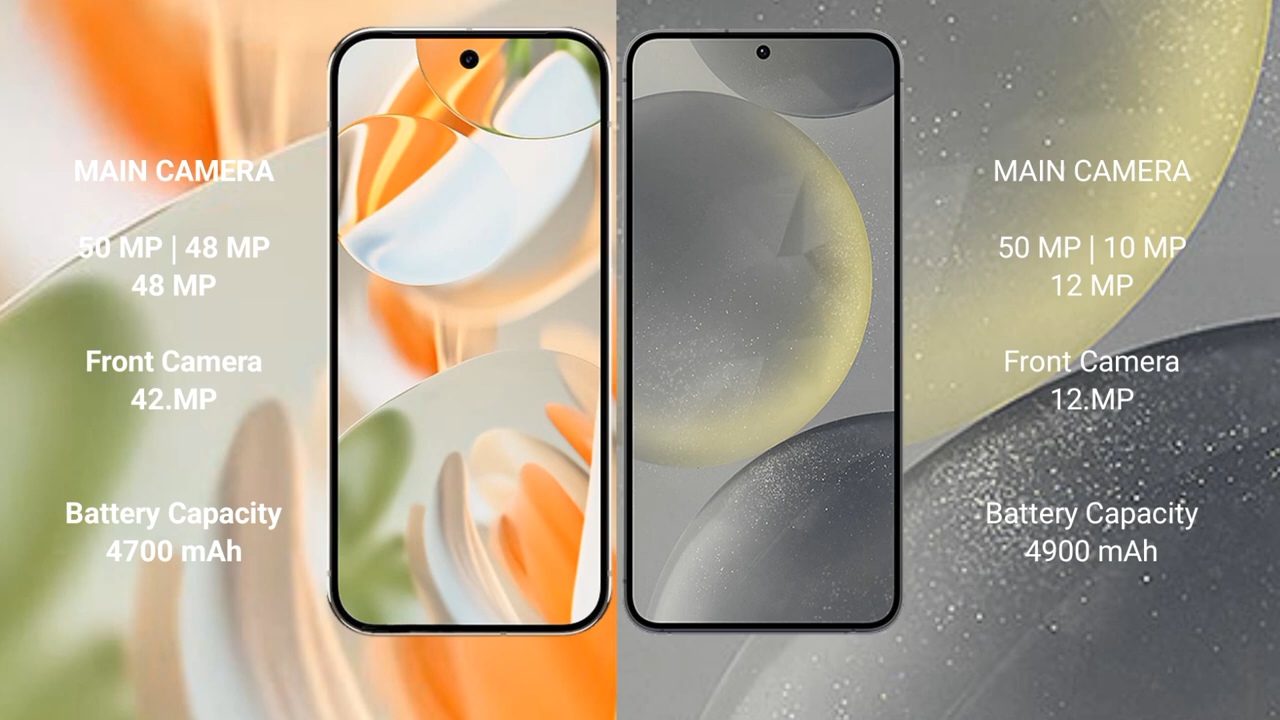 MAIN CAMERA
50 MP | 48 MP
48 MP
Front Camera
42.MP
Battery Capacity
4700 mAh
MAIN CAMERA
50 MP | 10 MP
12 MP
Front Camera
12.MP
Battery Capacity
4900 mAh